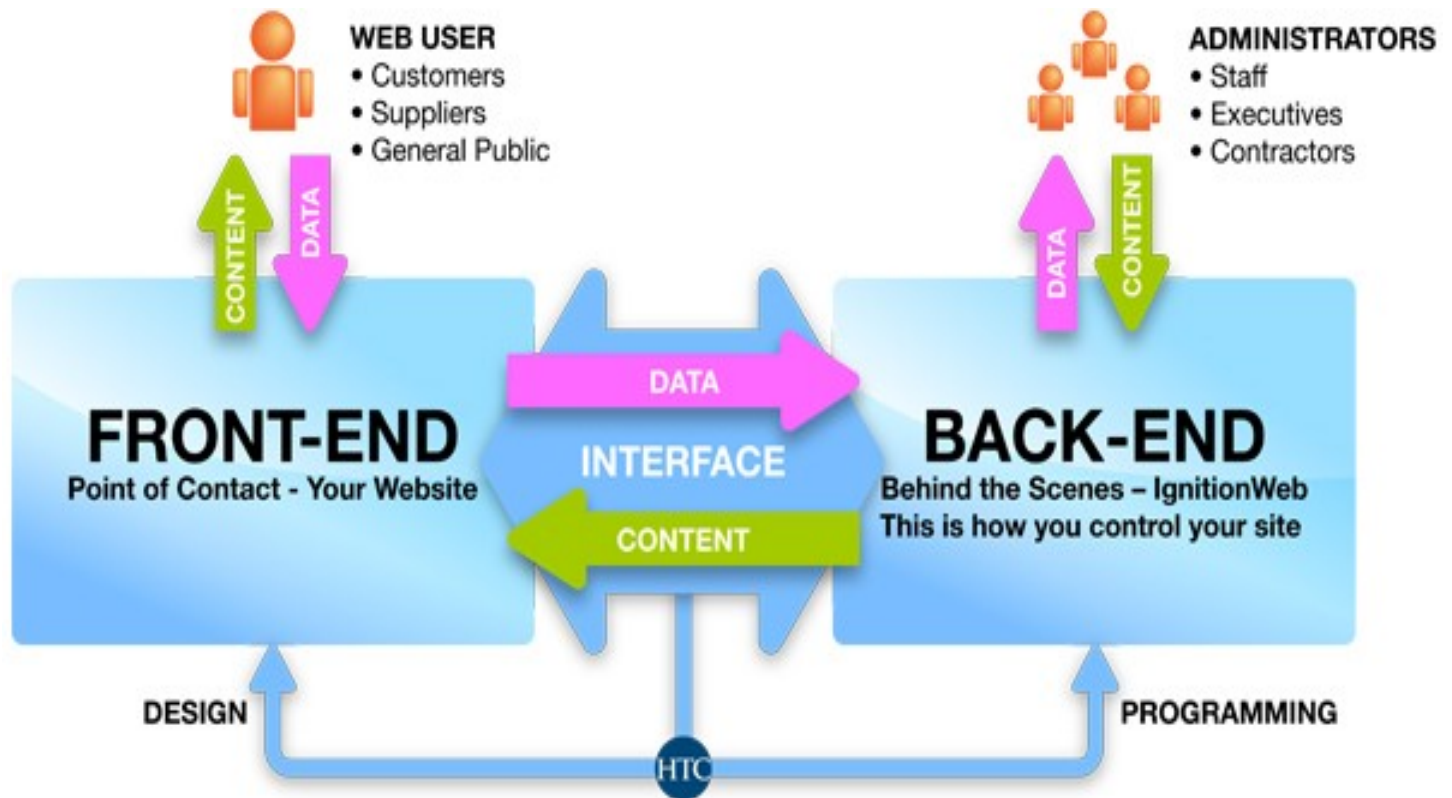 WEB USER
• Customers
• Suppliers
• General Public
ADMINISTRATORS
• Staff
• Executives
• Contractors
CONTENT
DATA
DATA
CONTENT
FRONT-END
Point of Contact - Your Website
DATA
INTERFACE
CONTENT
BACK-END
Behind the Scenes – IgnitionWeb
This is how you control your site
DESIGN
HTC
PROGRAMMING